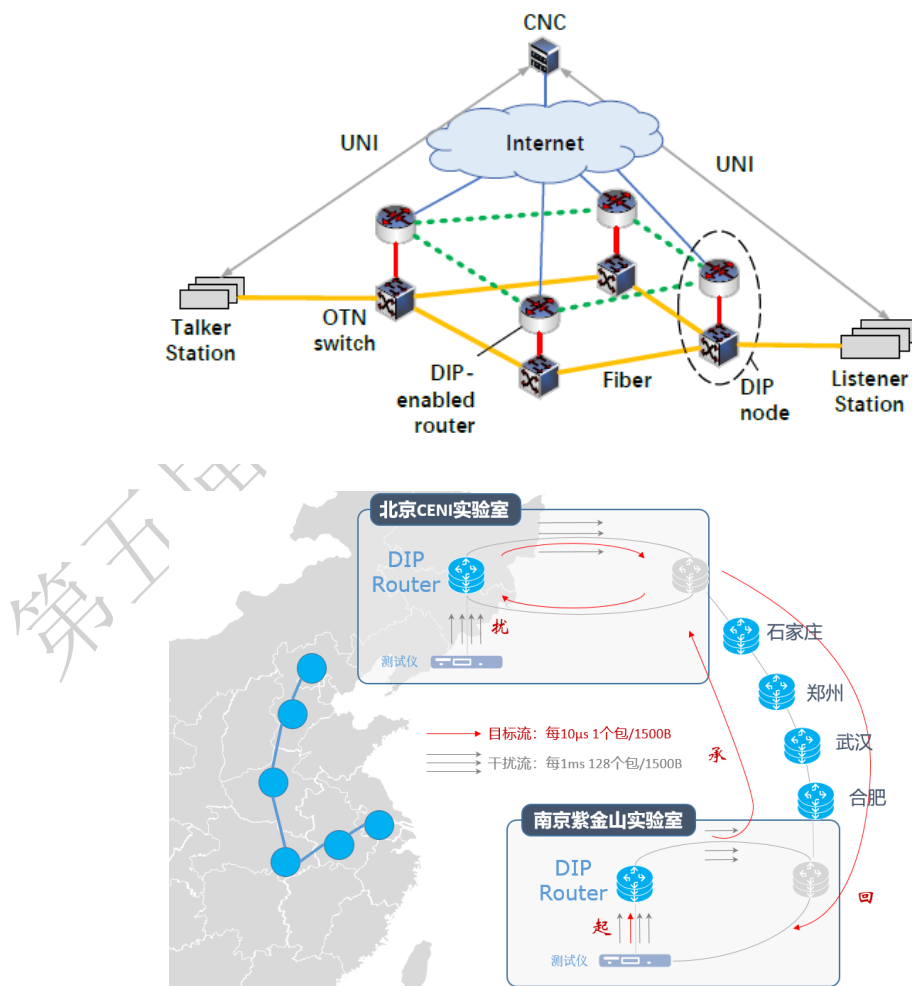 CNC
UNI
Internet
UNI
Talker
Station
OTN
switch
DIP-
enabled
router
Fiber
DIP
node
Listener
Station
第五届
北京CENI实验室
DIP
Router
扰
测试仪
石家庄
郑州
武汉
合肥
目标流：每10μs 1个包/1500B
干扰流：每1ms 128个包/1500B
承
南京紫金山实验室
DIP
Router
起
回
测试仪